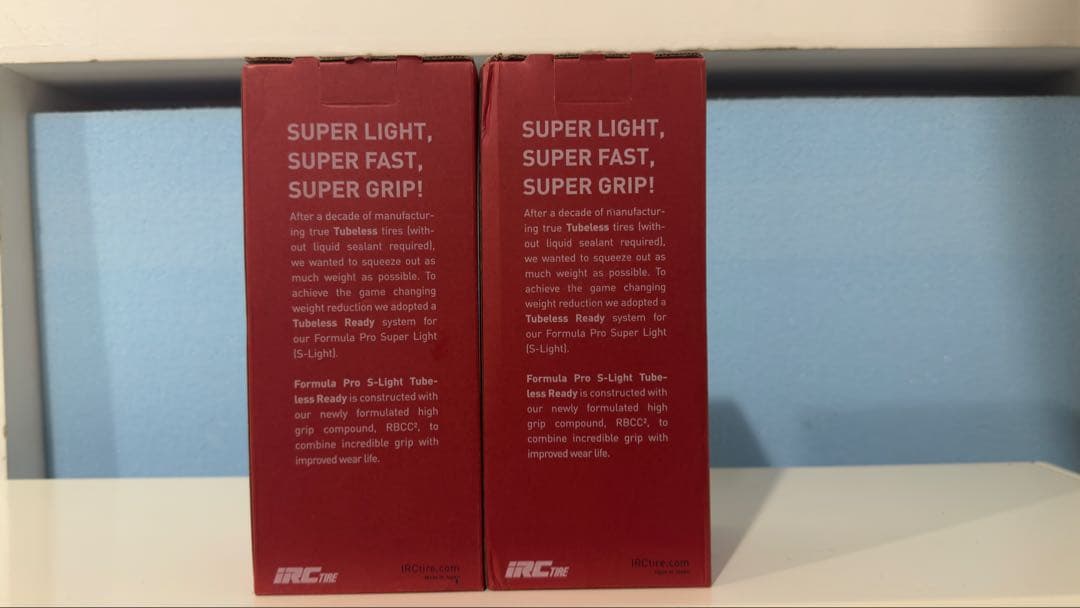 SUPER LIGHT,
SUPER FAST,
SUPER GRIP!
After a decade of manufactur-
ing true Tubeless tires (with-
out liquid sealant required),
we wanted to squeeze out as
much weight as possible. To
achieve the game changing
weight reduction we adopted a
Tubeless Ready system for
our Formula Pro Super Light
(S-Light).
Formula Pro S-Light Tube-
less Ready is constructed with
our newly formulated high
grip compound, RBCC², to
combine incredible grip with
improved wear life.
iRC TIRE
IRCtire.com
Made in Japan
SUPER LIGHT,
SUPER FAST,
SUPER GRIP!
After a decade of manufactur-
ing true Tubeless tires (with-
out liquid sealant required),
we wanted to squeeze out as
much weight as possible. To
achieve the game changing
weight reduction we adopted a
Tubeless Ready system for
our Formula Pro Super Light
(S-Light).
Formula Pro S-Light Tube-
less Ready is constructed with
our newly formulated high
grip compound, RBCC², to
combine incredible grip with
improved wear life.
iRC TIRE
IRCtire.com
Made in Japan